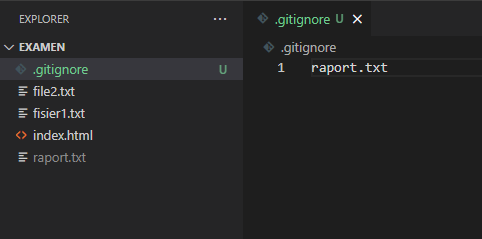 EXPLORER ...
EXAMEN
.gitignore U
file2.txt
fisier1.txt
index.html
raport.txt
.gitignore U
.gitignore
1 raport.txt